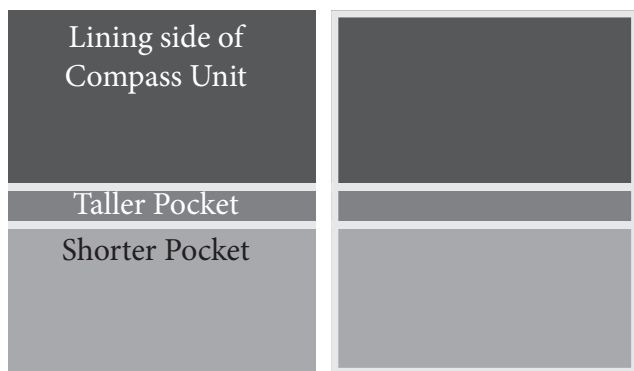 Lining side of
Compass Unit
Taller Pocket
Shorter Pocket